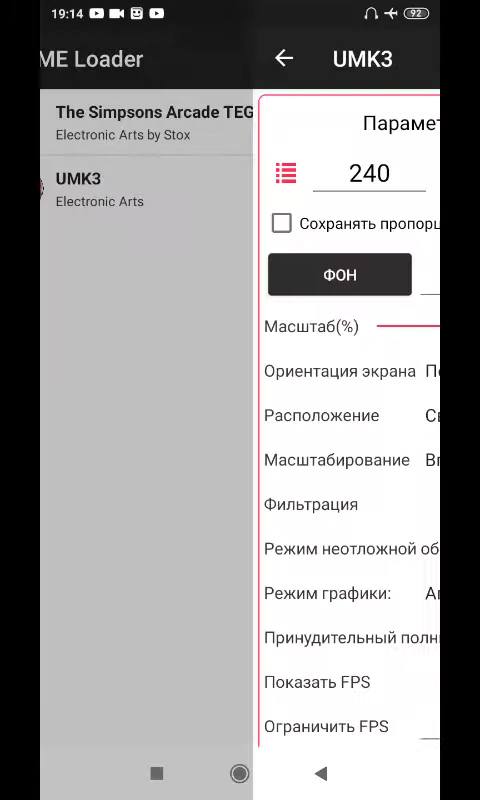 19:14
92
ME Loader
UMK3
The Simpsons Arcade TEG
Electronic Arts by Stox
UMK3
Electronic Arts
Парамет
240
Сохранять пропорц
ФОН
Масштаб(%)
Ориентация экрана
Расположение
Масштабирование
Фильтрация
Режим неотложной об
Режим графики:
Принудительный полн
Показать FPS
Ограничить FPS